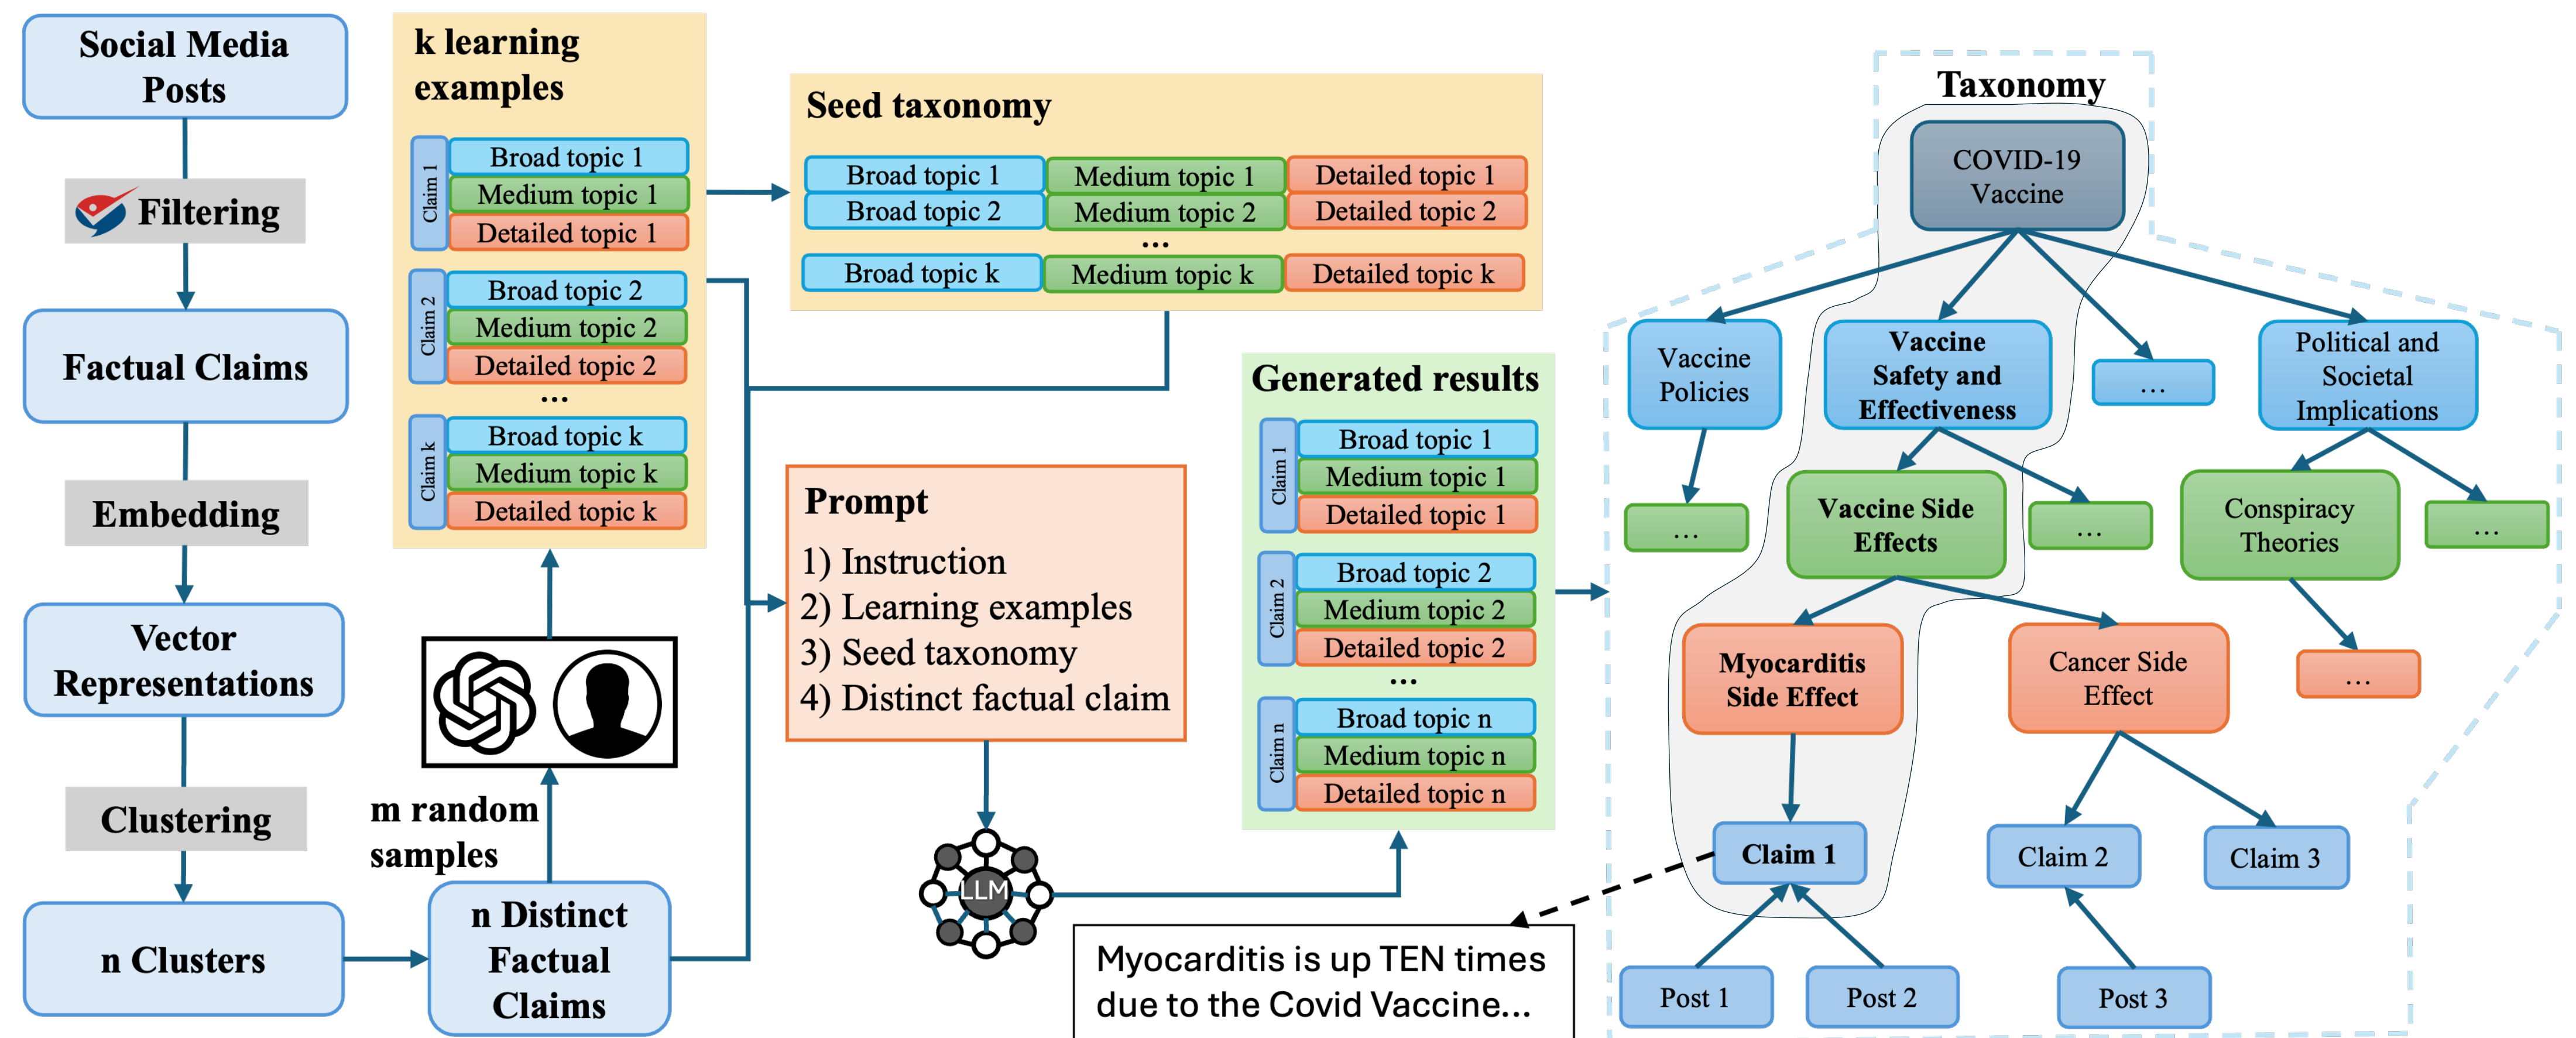 Social Media
Posts
Filtering
Factual Claims
Embedding
Vector
Representations
Clustering
n Clusters
k learning
examples
Claim 1
Broad topic 1
Medium topic 1
Detailed topic 1
Claim 2
Broad topic 2
Medium topic 2
Detailed topic 2
...
Claim k
Broad topic k
Medium topic k
Detailed topic k
m random
samples
n Distinct
Factual
Claims
Seed taxonomy
Broad topic 1 Medium topic 1 Detailed topic 1
Broad topic 2 Medium topic 2 Detailed topic 2
...
Broad topic k Medium topic k Detailed topic k
Prompt
1) Instruction
2) Learning examples
3) Seed taxonomy
4) Distinct factual claim
LLM
Generated results
Claim 1
Broad topic 1
Medium topic 1
Detailed topic 1
Claim 2
Broad topic 2
Medium topic 2
Detailed topic 2
...
Claim n
Broad topic n
Medium topic n
Detailed topic n
Taxonomy
COVID-19
Vaccine
Vaccine
Policies
Vaccine
Safety and
Effectiveness
...
Political and
Societal
Implications
...
Vaccine Side
Effects
...
Conspiracy
Theories
...
Myocarditis
Side Effect
Cancer Side
Effect
...
Claim 1
Claim 2
Claim 3
Myocarditis is up TEN times
due to the Covid Vaccine...
Post 1
Post 2
Post 3